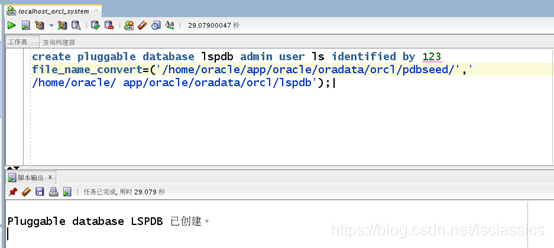 localhost_orcl_system
29.07900047 秒
工作表 查询构建器
create pluggable database lspdb admin user ls identified by 123
file_name_convert=('/home/oracle/app/oracle/oradata/orcl/pdbseed/','
/home/oracle/ app/oracle/oradata/orcl/lspdb');
脚本输出 x
任务已完成, 用时 29.079 秒
Pluggable database LSPDB 已创建。
https://blog.csdn.net/lsclassics